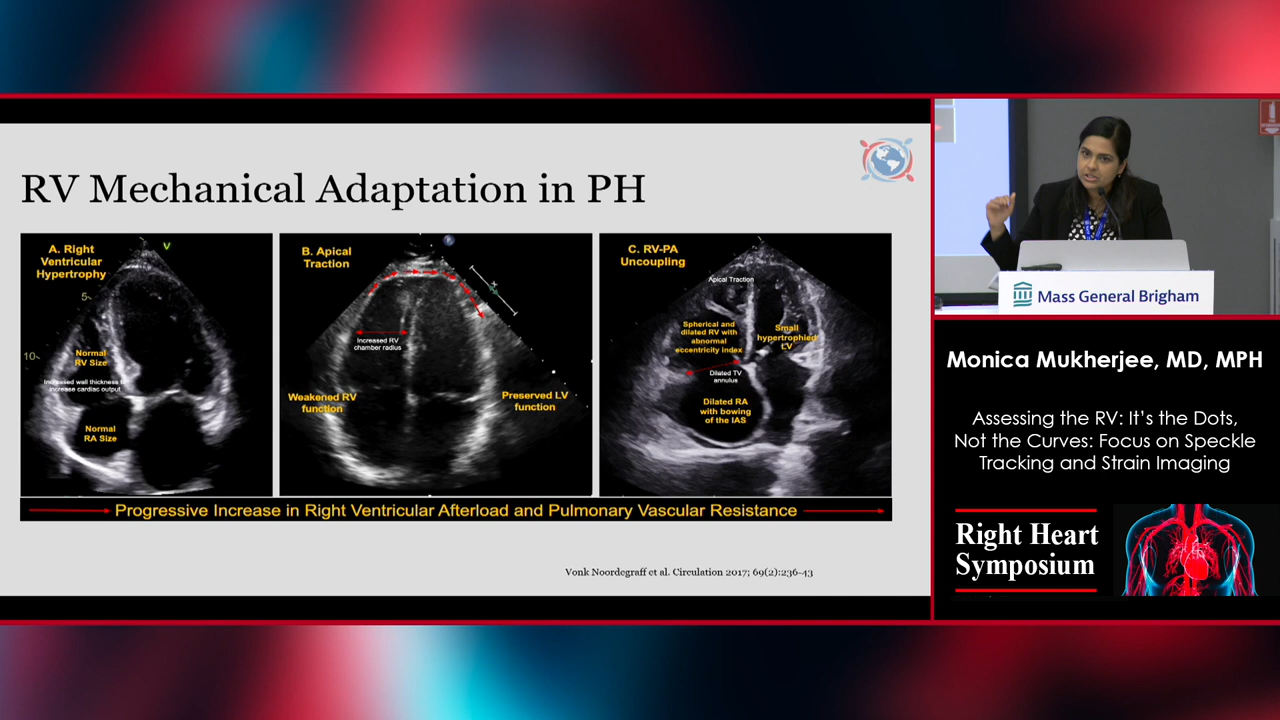 RV Mechanical Adaptation in PH
A. Right
Ventricular
Hypertrophy
V
5
10
Normal
RV Size
Increased wall thickness to
increase cardiac output
Normal
RA Size
B. Apical
Traction
Increased RV
chamber radius
Weakened RV
function
Preserved LV
function
C. RV-PA
Uncoupling
Apical Traction
Spherical and
dilated RV with
abnormal
eccentricity index
Small
hypertrophied
LV
Dilated TV
annulus
Dilated RA
with bowing
of the IAS
Progressive Increase in Right Ventricular Afterload and Pulmonary Vascular Resistance
Vonk Noordegraff et al. Circulation 2017; 69(2):236-43
Mass General Brigham
Monica Mukherjee, MD, MPH
Assessing the RV: It's the Dots,
Not the Curves: Focus on Speckle
Tracking and Strain Imaging
Right Heart
Symposium